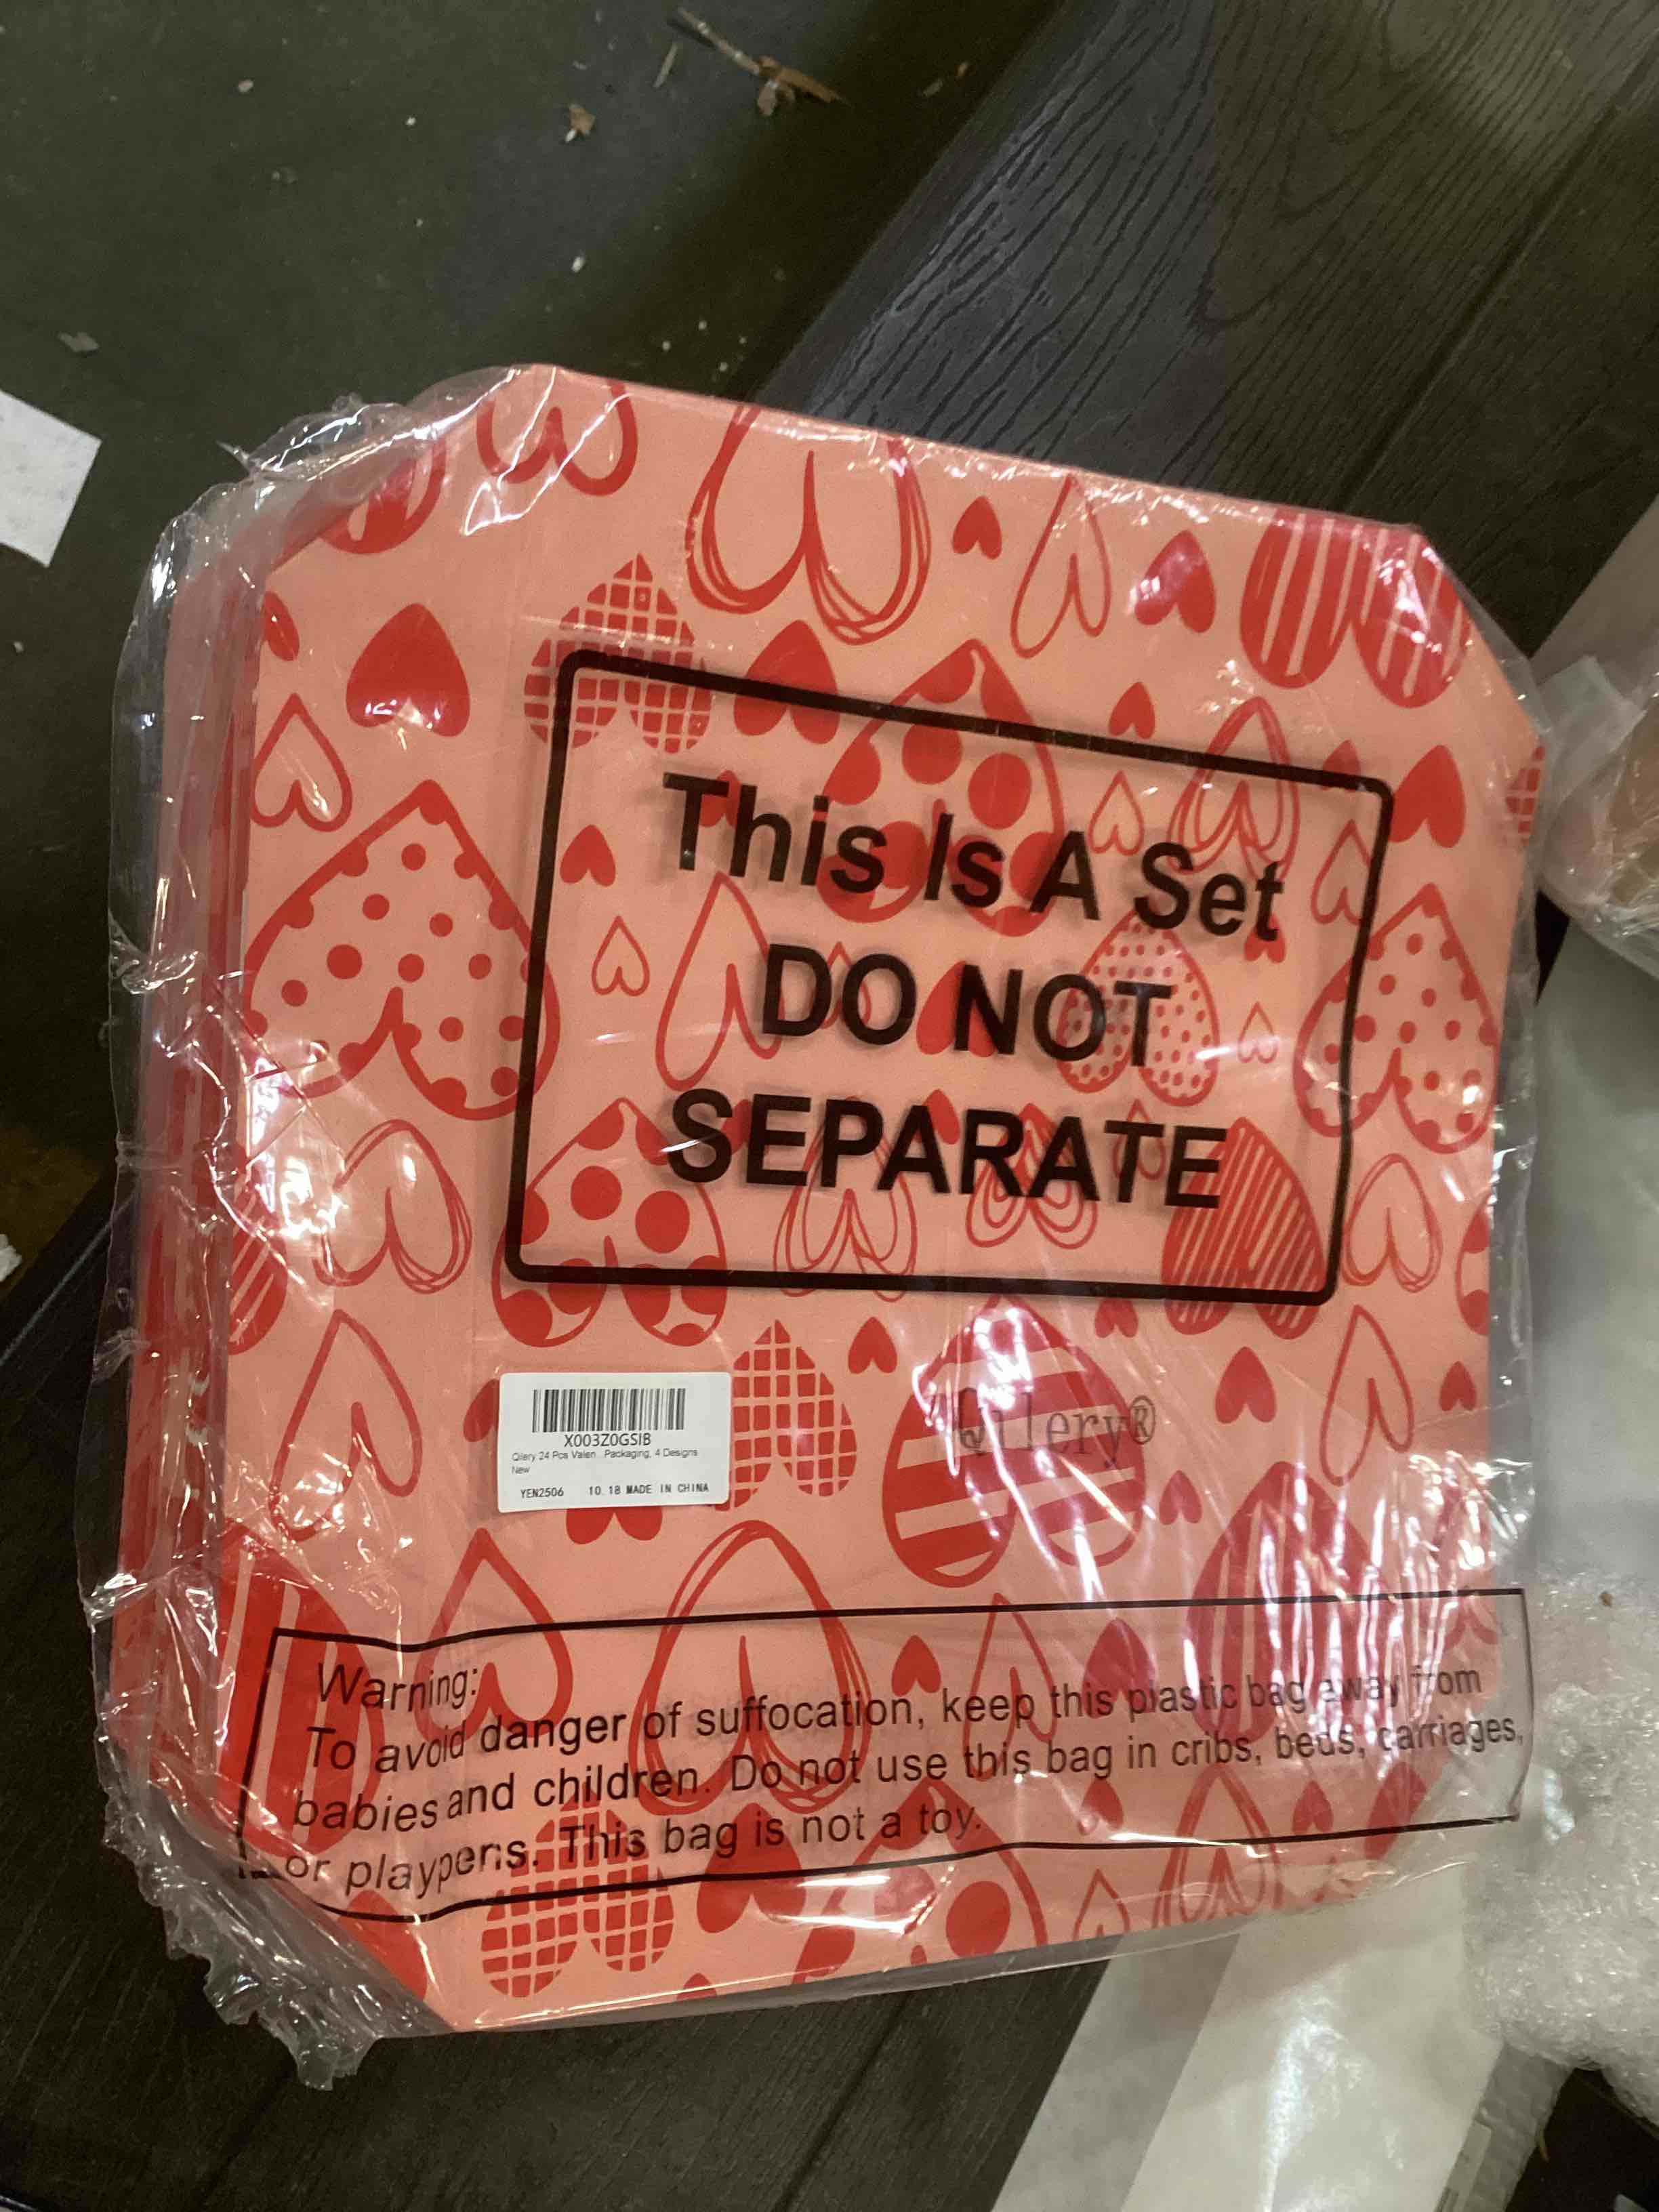 This Is A Set
DO NOT
SEPARATE
Qilery®
X003Z0GSIB
Qilery 24 Pcs Valen...Packaging, 4 Designs
New
YEN2506 10.18 MADE IN CHINA
Warning:
To avoid danger of suffocation, keep this plastic bag away from
babies and children. Do not use this bag in cribs, beds, carriages,
or playpens. This bag is not a toy.